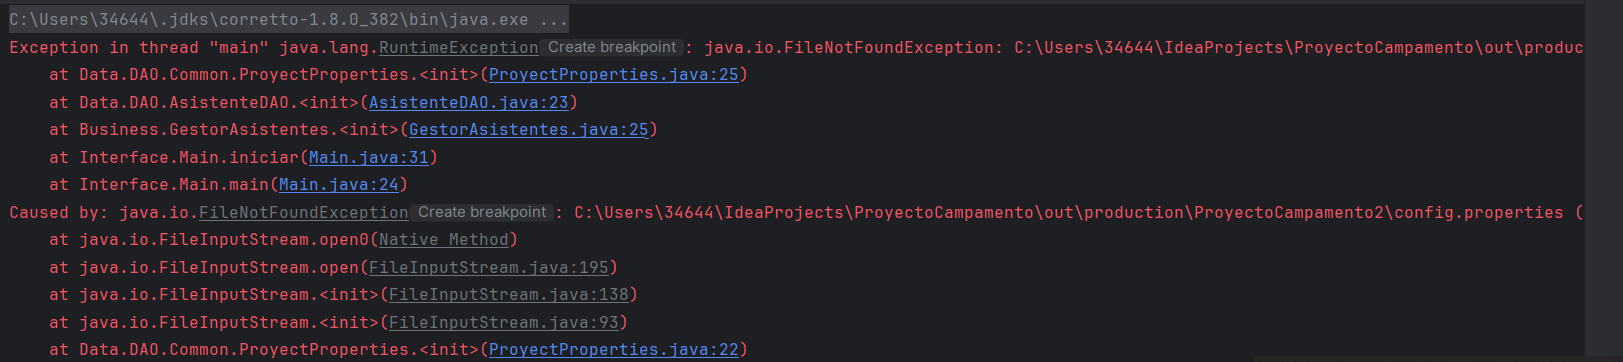 C:\Users\34644\.jdks\corretto-1.8.0_382\bin\java.exe ...
Exception in thread "main" java.lang.RuntimeException Create breakpoint : java.io.FileNotFoundException: C:\Users\34644\IdeaProjects\ProyectoCampamento\out\produc
at Data.DAO.Common.ProyectProperties.<init>(ProyectProperties.java:25)
at Data.DAO.AsistenteDAO.<init>(AsistenteDAO.java:23)
at Business.GestorAsistentes.<init>(GestorAsistentes.java:25)
at Interface.Main.iniciar(Main.java:31)
at Interface.Main.main(Main.java:24)
Caused by: java.io.FileNotFoundException Create breakpoint : C:\Users\34644\IdeaProjects\ProyectoCampamento\out\production\ProyectoCampamento2\config.properties (
at java.io.FileInputStream.open0(Native Method)
at java.io.FileInputStream.open(FileInputStream.java:195)
at java.io.FileInputStream.<init>(FileInputStream.java:138)
at java.io.FileInputStream.<init>(FileInputStream.java:93)
at Data.DAO.Common.ProyectProperties.<init>(ProyectProperties.java:22)